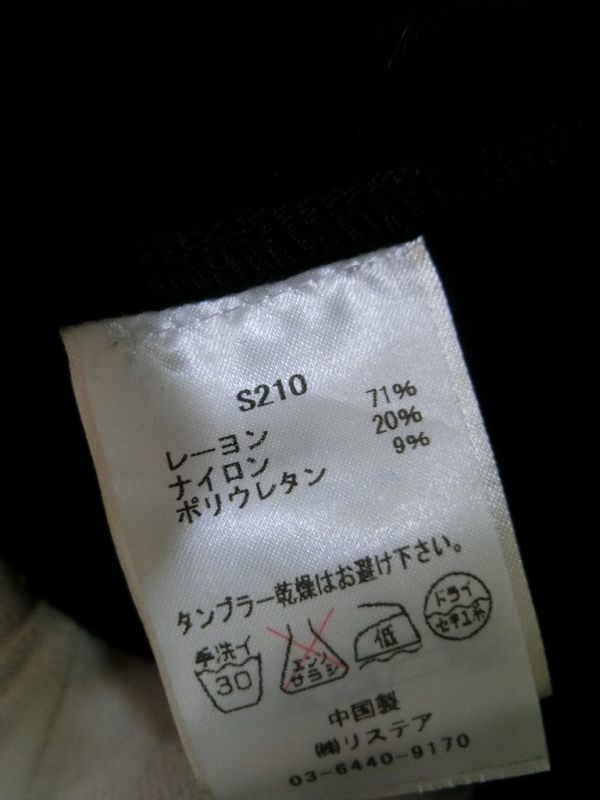 S210
レーヨン 71%
ナイロン 20%
ポリウレタン 9%
タンブラー乾燥はお避け下さい。
手洗イ 30
エンソサラシ
低
ドライ セキユ系
中国製
㈱リステア
03-6440-9170